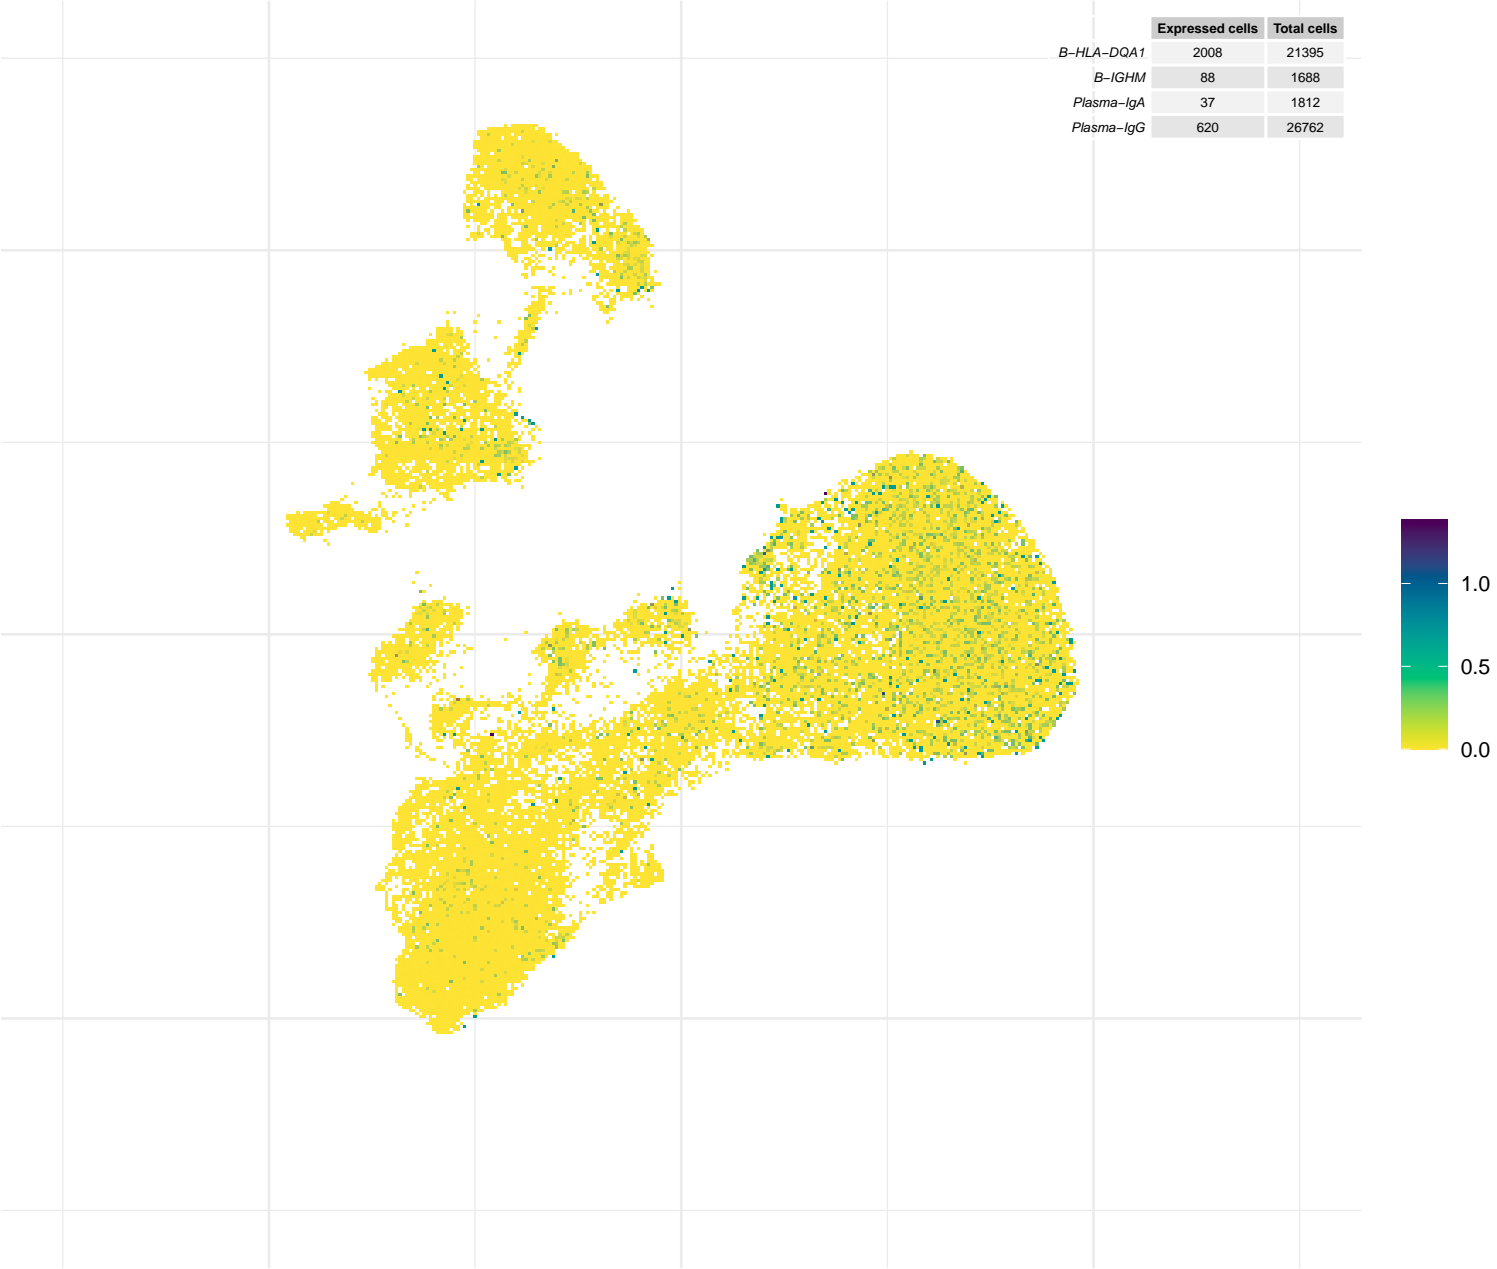 Expressed cells Total cells
B−HLA−DQA1 2008 21395
B−IGHM 88 1688
Plasma−IgA 37 1812
Plasma−IgG 620 26762
1.0
0.5
0.0